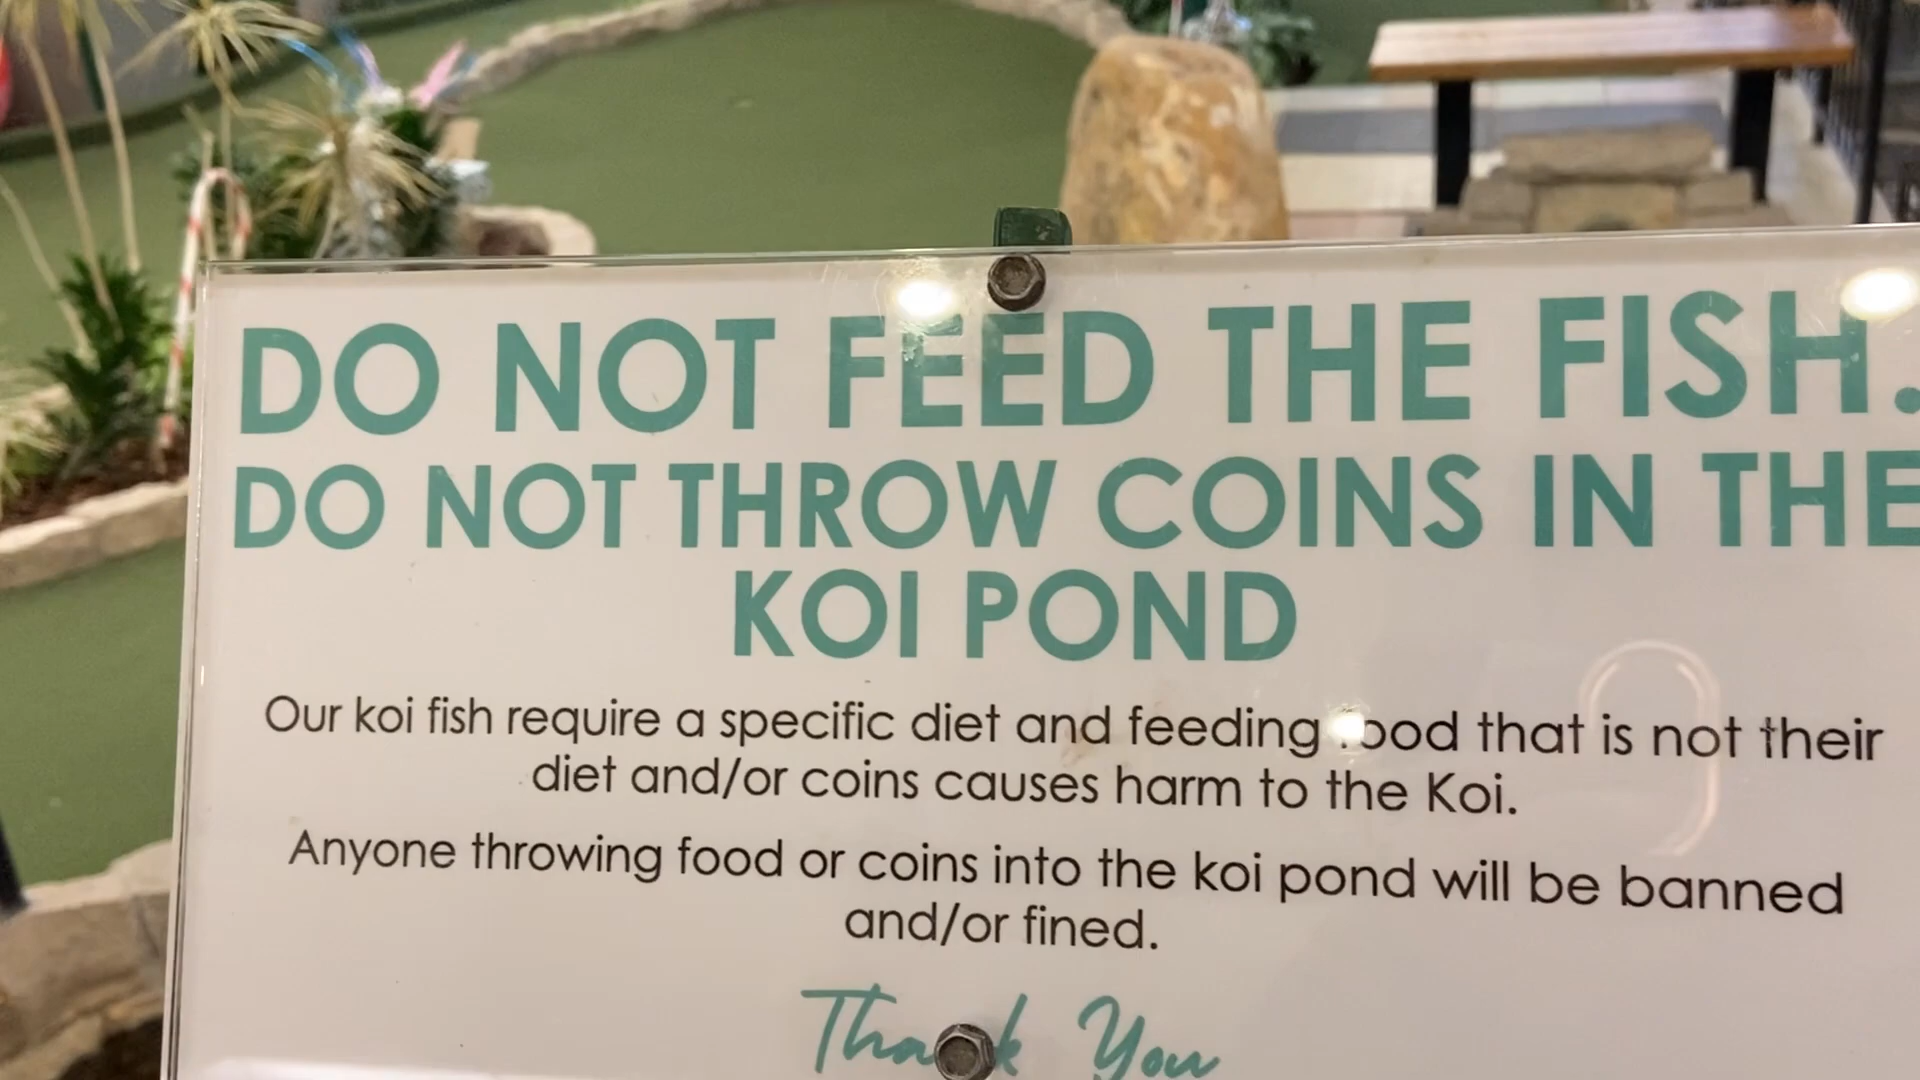 DO NOT FEED THE FISH.
DO NOT THROW COINS IN THE
KOI POND
Our koi fish require a specific diet and feeding food that is not their
diet and/or coins causes harm to the Koi.
Anyone throwing food or coins into the koi pond will be banned
and/or fined.
Thank You